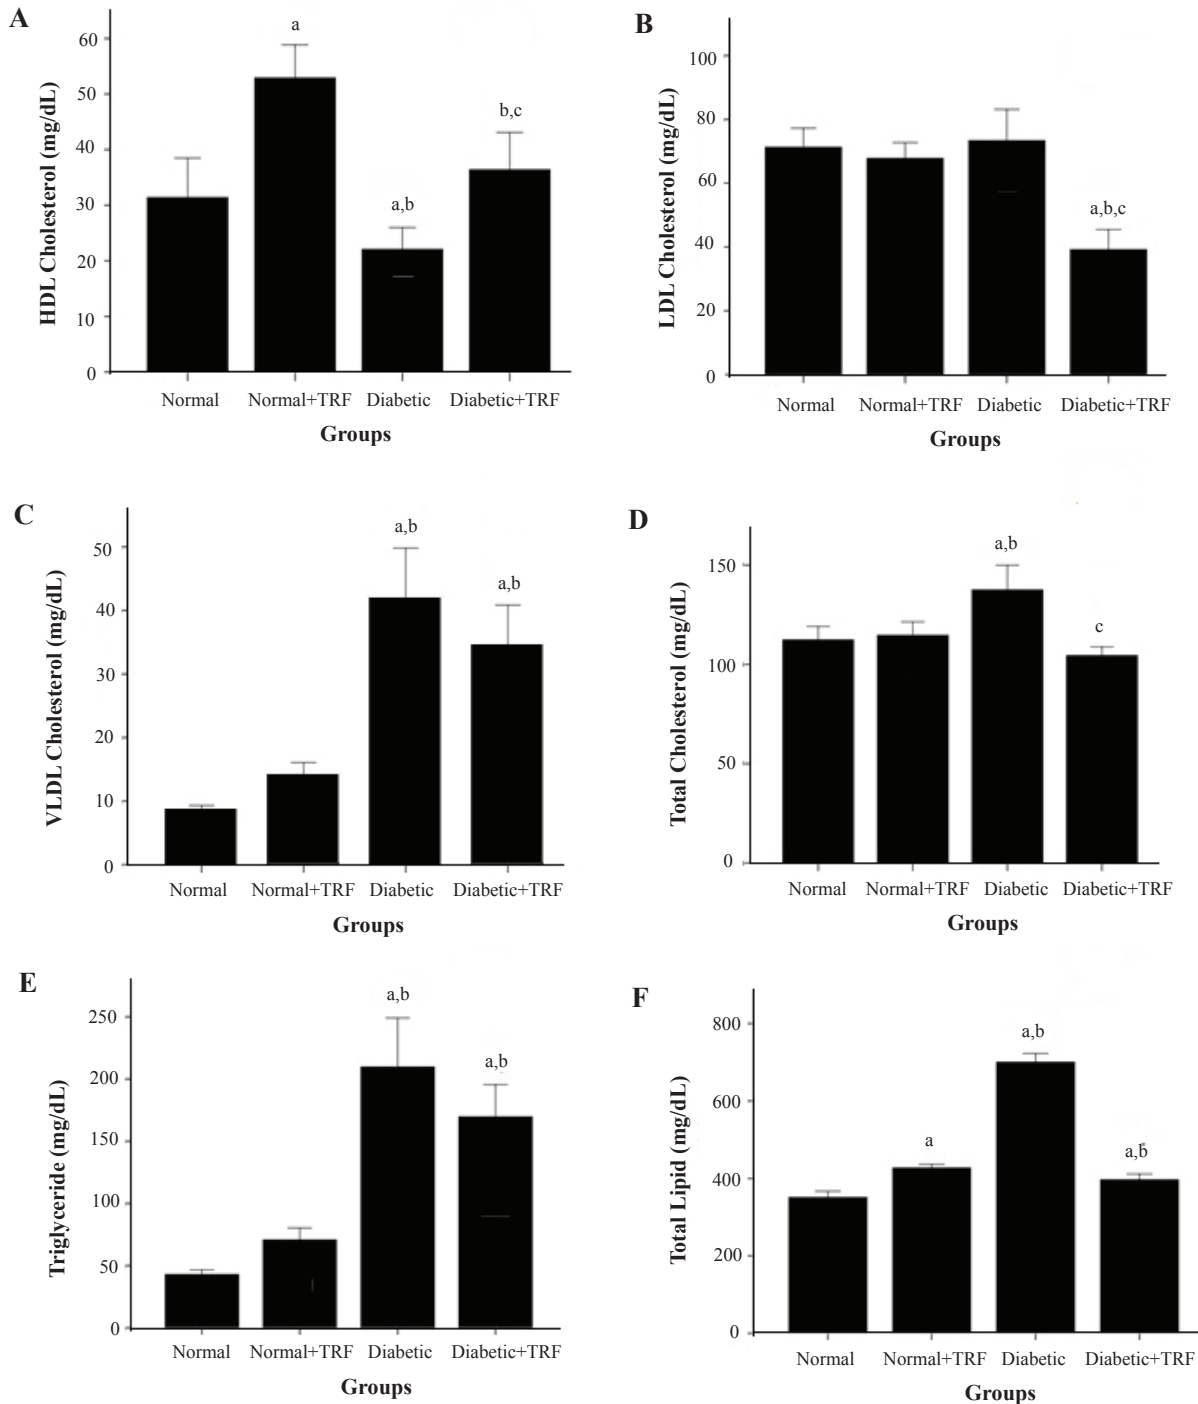 A
HDL Cholesterol (mg/dL)
60
50
40
30
20
10
0
a
a,b
b,c
Normal
Normal+TRF
Diabetic
Diabetic+TRF
Groups
B
LDL Cholesterol (mg/dL)
100
80
60
40
20
0
a,b,c
Normal
Normal+TRF
Diabetic
Diabetic+TRF
Groups
C
VLDL Cholesterol (mg/dL)
50
40
30
20
10
0
a,b
a,b
Normal
Normal+TRF
Diabetic
Diabetic+TRF
Groups
D
Total Cholesterol (mg/dL)
150
100
50
0
a,b
c
Normal
Normal+TRF
Diabetic
Diabetic+TRF
Groups
E
Triglyceride (mg/dL)
250
200
150
100
50
0
a,b
a,b
Normal
Normal+TRF
Diabetic
Diabetic+TRF
Groups
F
Total Lipid (mg/dL)
800
600
400
200
0
a
a,b
a,b
Normal
Normal+TRF
Diabetic
Diabetic+TRF
Groups